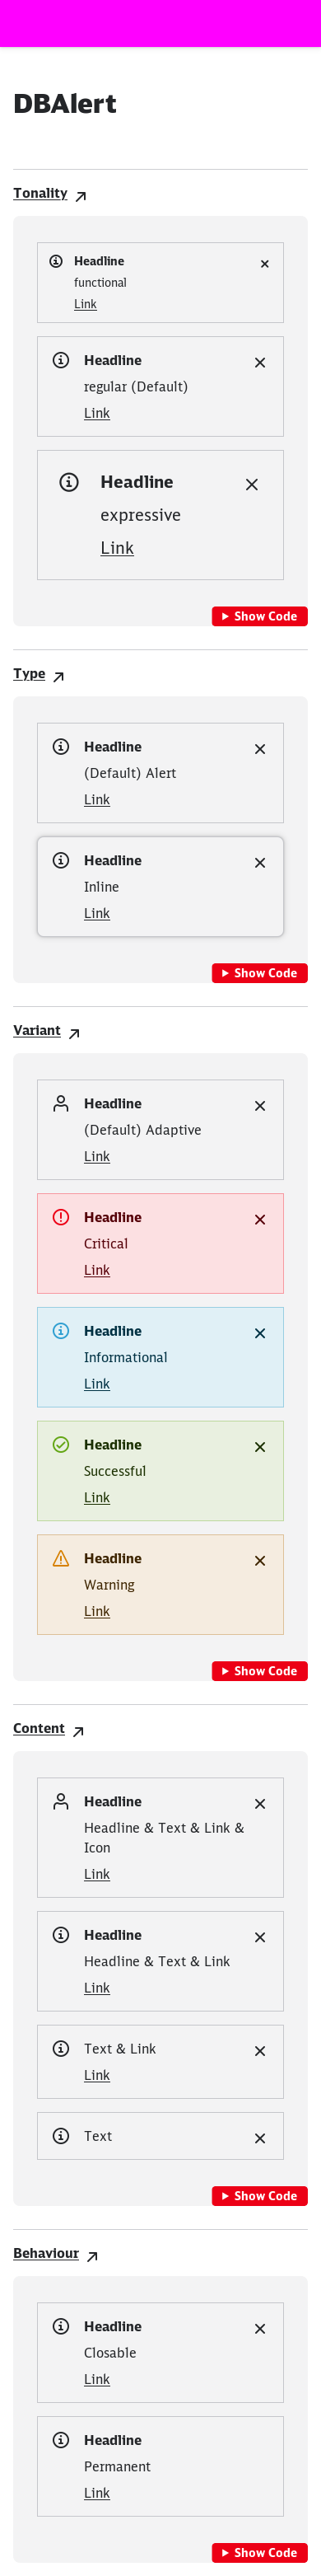 DBAlert
Tonality
Headline
functional
Link
Headline
regular (Default)
Link
Headline
expressive
Link
Show Code
Type
Headline
(Default) Alert
Link
Headline
Inline
Link
Show Code
Variant
Headline
(Default) Adaptive
Link
Headline
Critical
Link
Headline
Informational
Link
Headline
Successful
Link
Headline
Warning
Link
Show Code
Content
Headline
Headline & Text & Link &
Icon
Link
Headline
Headline & Text & Link
Link
Text & Link
Link
Text
Show Code
Behaviour
Headline
Closable
Link
Headline
Permanent
Link
Show Code